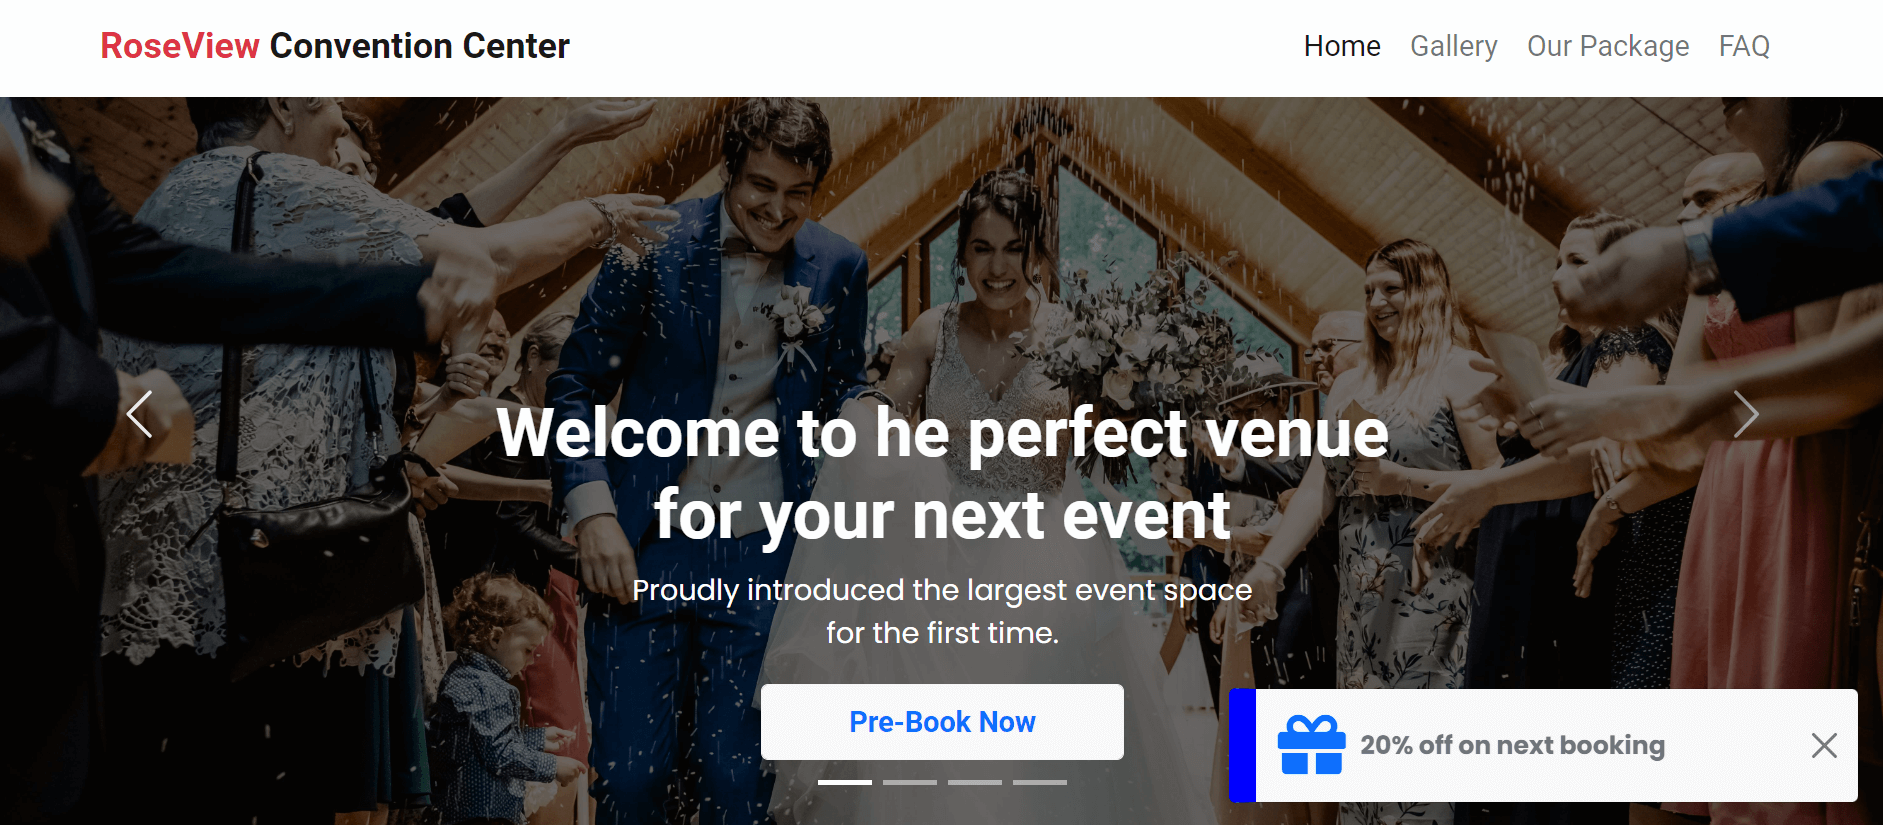 RoseView Convention Center
Home Gallery Our Package FAQ
Welcome to he perfect venue
for your next event
Proudly introduced the largest event space
for the first time.
Pre-Book Now
20% off on next booking